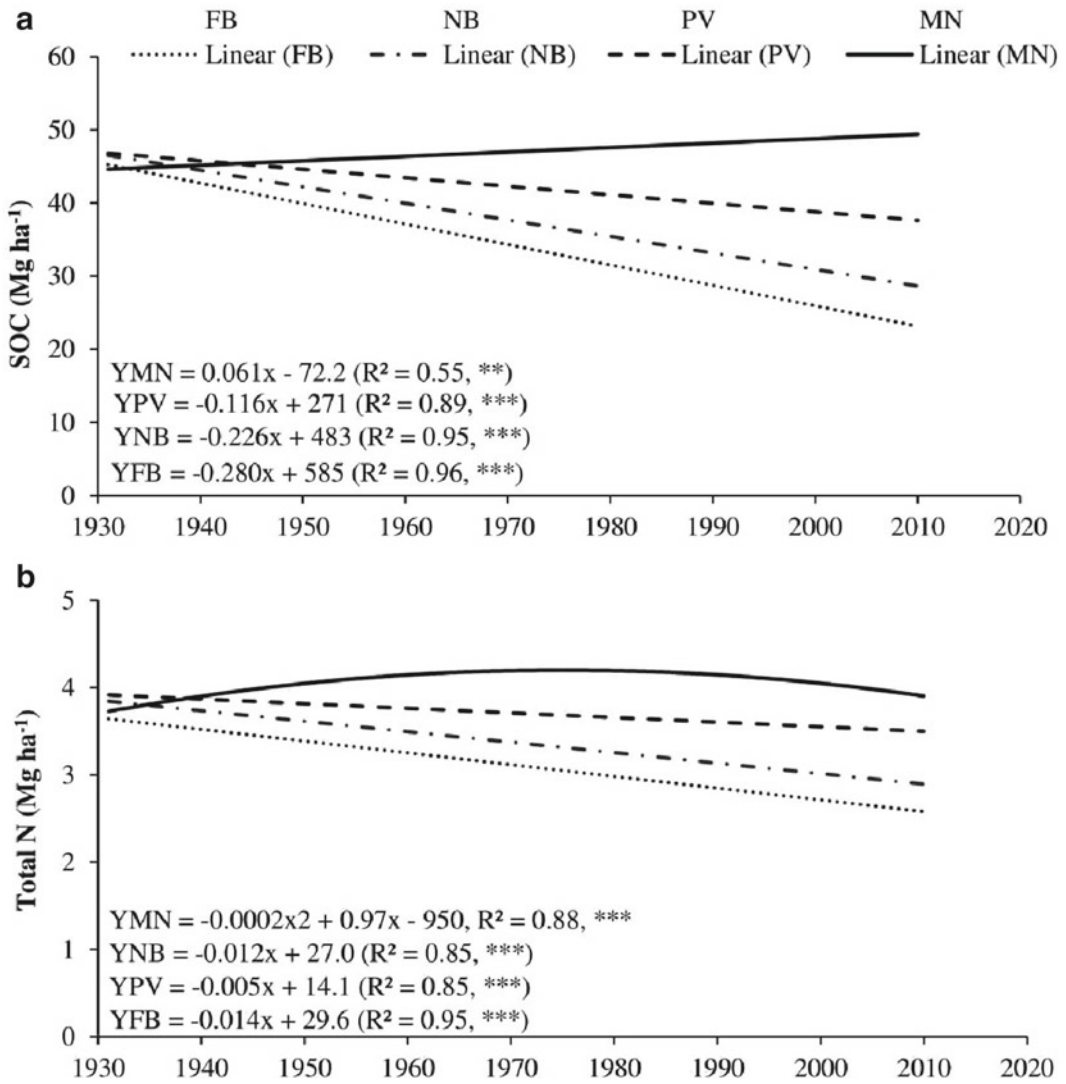 a
FB NB PV MN
Linear (FB) Linear (NB) Linear (PV) Linear (MN)
60
50
40
30
20
10
0
SOC (Mg ha⁻¹)
YMN = 0.061x - 72.2 (R² = 0.55, **)
YPV = -0.116x + 271 (R² = 0.89, ***)
YNB = -0.226x + 483 (R² = 0.95, ***)
YFB = -0.280x + 585 (R² = 0.96, ***)
1930 1940 1950 1960 1970 1980 1990 2000 2010 2020
b
5
4
3
2
1
0
Total N (Mg ha⁻¹)
YMN = -0.0002x2 + 0.97x - 950, R² = 0.88, ***
YNB = -0.012x + 27.0 (R² = 0.85, ***)
YPV = -0.005x + 14.1 (R² = 0.85, ***)
YFB = -0.014x + 29.6 (R² = 0.95, ***)
1930 1940 1950 1960 1970 1980 1990 2000 2010 2020